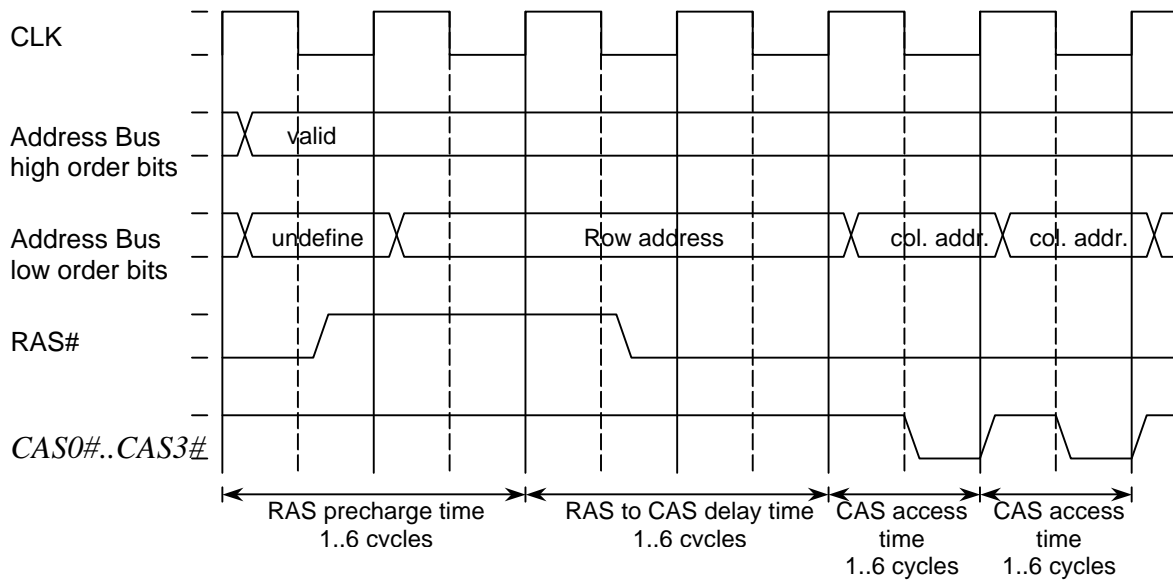 CLK
Address Bus
high order bits
valid
Address Bus
low order bits
undefine
Row address
col. addr.
col. addr.
RAS#
CAS0#..CAS3#
RAS precharge time
1..6 cycles
RAS to CAS delay time
1..6 cycles
CAS access
time
1..6 cycles
CAS access
time
1..6 cycles